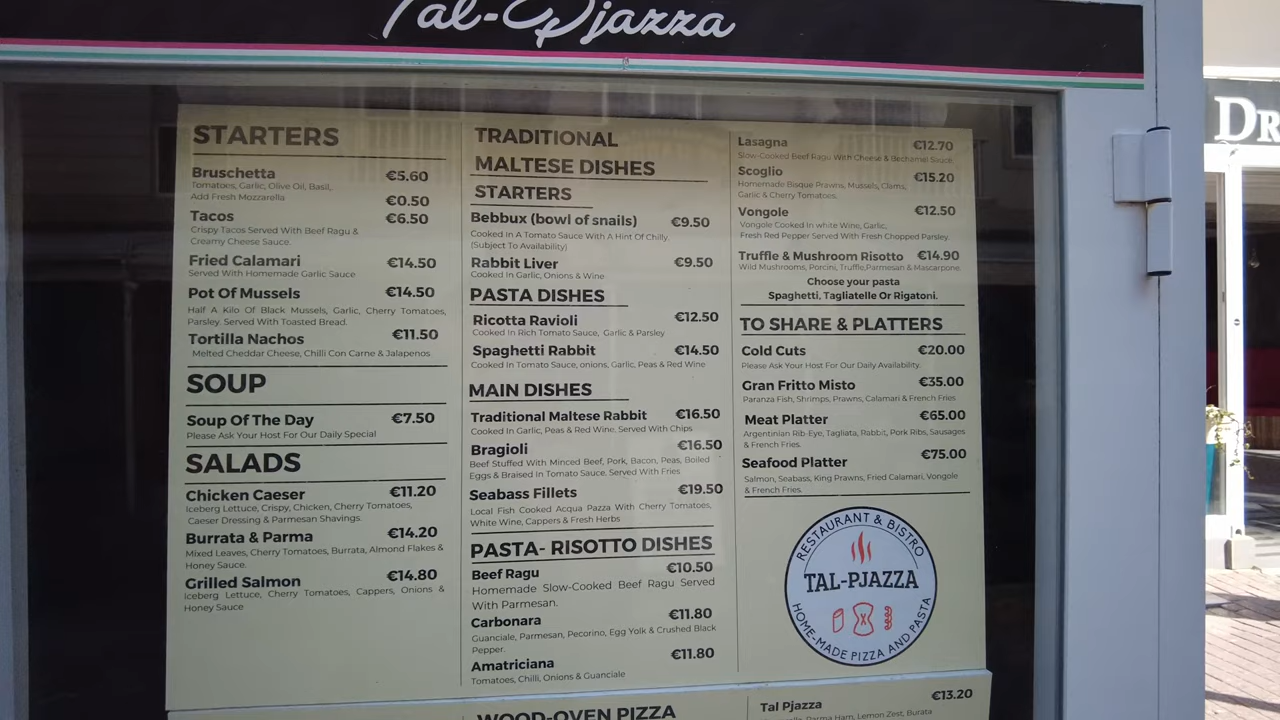 Tal-Pjazza
STARTERS
Bruschetta €5.60
Tomatoes, Garlic, Olive Oil, Basil,
Add Fresh Mozzarella €0.50
Tacos €6.50
Crispy Tacos Served With Beef Ragu &
Creamy Cheese Sauce.
Fried Calamari €14.50
Served With Homemade Garlic Sauce
Pot Of Mussels €14.50
Half A Kilo Of Black Mussels, Garlic, Cherry Tomatoes,
Parsley. Served With Toasted Bread.
Tortilla Nachos €11.50
Melted Cheddar Cheese, Chilli Con Carne & Jalapenos
SOUP
Soup Of The Day €7.50
Please Ask Your Host For Our Daily Special
SALADS
Chicken Caeser €11.20
Iceberg Lettuce, Crispy, Chicken, Cherry Tomatoes,
Caeser Dressing & Parmesan Shavings.
Burrata & Parma €14.20
Mixed Leaves, Cherry Tomatoes, Burrata, Almond Flakes &
Honey Sauce.
Grilled Salmon €14.80
Iceberg Lettuce, Cherry Tomatoes, Cappers, Onions &
Honey Sauce
TRADITIONAL
MALTESE DISHES
STARTERS
Bebbux (bowl of snails) €9.50
Cooked In A Tomato Sauce With A Hint Of Chilly.
(Subject To Availability)
Rabbit Liver €9.50
Cooked In Garlic, Onions & Wine
PASTA DISHES
Ricotta Ravioli €12.50
Cooked In Rich Tomato Sauce, Garlic & Parsley
Spaghetti Rabbit €14.50
Cooked In Tomato Sauce, onions, Garlic, Peas & Red Wine
MAIN DISHES
Traditional Maltese Rabbit €16.50
Cooked In Garlic, Peas & Red Wine. Served With Chips
Bragioli €16.50
Beef Stuffed With Minced Beef, Pork, Bacon, Peas, Boiled
Eggs & Braised In Tomato Sauce. Served With Fries
Seabass Fillets €19.50
Local Fish Cooked Acqua Pazza With Cherry Tomatoes,
White Wine, Cappers & Fresh Herbs
PASTA- RISOTTO DISHES
Beef Ragu €10.50
Homemade Slow-Cooked Beef Ragu Served
With Parmesan.
Carbonara €11.80
Guanciale, Parmesan, Pecorino, Egg Yolk & Crushed Black
Pepper.
Amatriciana €11.80
Tomatoes, Chilli, Onions & Guanciale
Lasagna €12.70
Slow-Cooked Beef Ragu With Cheese & Bechamel Sauce
Scoglio €15.20
Homemade Bisque Prawns, Mussels, Clams,
Garlic & Cherry Tomatoes.
Vongole €12.50
Vongole Cooked In white Wine, Garlic,
Fresh Red Pepper Served With Fresh Chopped Parsley.
Truffle & Mushroom Risotto €14.90
Wild Mushrooms, Porcini, Truffle,Parmesan & Mascarpone.
Choose your pasta
Spaghetti, Tagliatelle Or Rigatoni.
TO SHARE & PLATTERS
Cold Cuts €20.00
Please Ask Your Host For Our Daily Availability.
Gran Fritto Misto €35.00
Paranza Fish, Shrimps, Prawns, Calamari & French Fries
Meat Platter €65.00
Argentinian Rib-Eye, Tagliata, Rabbit, Pork Ribs, Sausages
& French Fries.
Seafood Platter €75.00
Salmon, Seabass, King Prawns, Fried Calamari, Vongole
& French Fries.
RESTAURANT & BISTRO
TAL-PJAZZA
HOME-MADE PIZZA AND PASTA
WOOD-OVEN PIZZA
Tal Pjazza €13.20
Parma Ham, Lemon Zest, Burata
DR